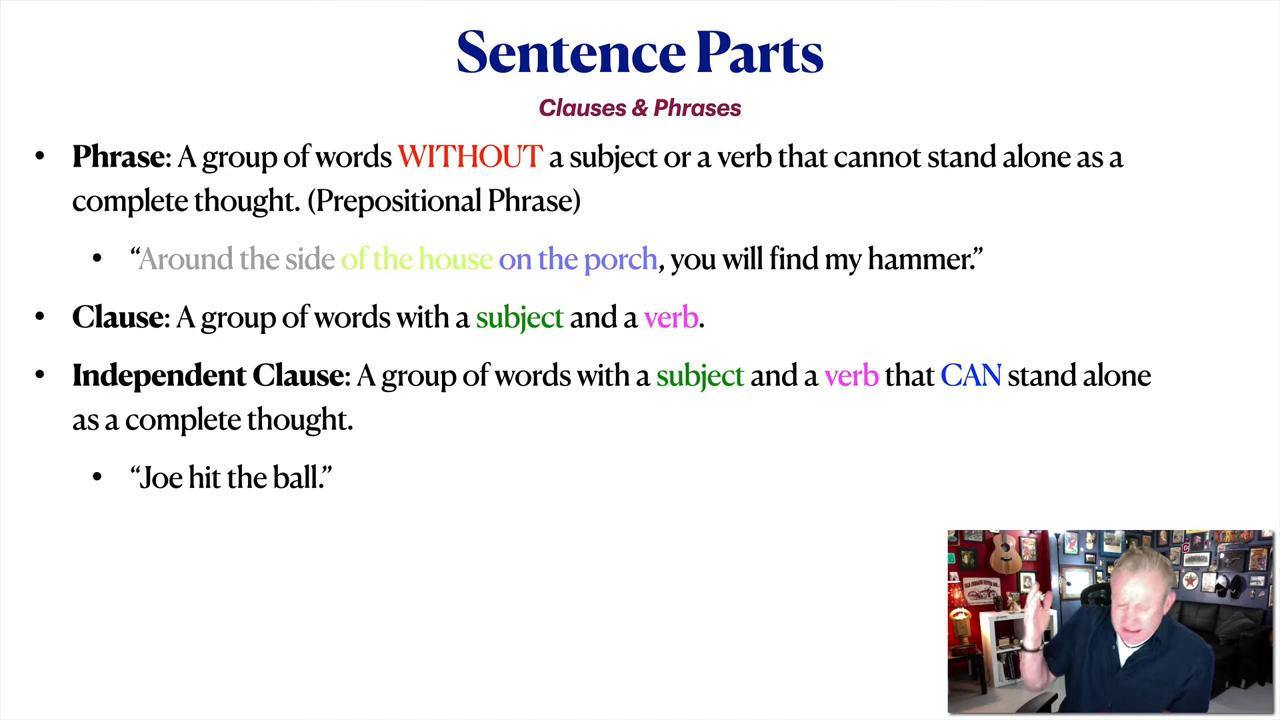 Sentence Parts
Clauses & Phrases
• Phrase: A group of words WITHOUT a subject or a verb that cannot stand alone as a
complete thought. (Prepositional Phrase)
• “Around the side of the house on the porch, you will find my hammer.”
• Clause: A group of words with a subject and a verb.
• Independent Clause: A group of words with a subject and a verb that CAN stand alone
as a complete thought.
• “Joe hit the ball.”